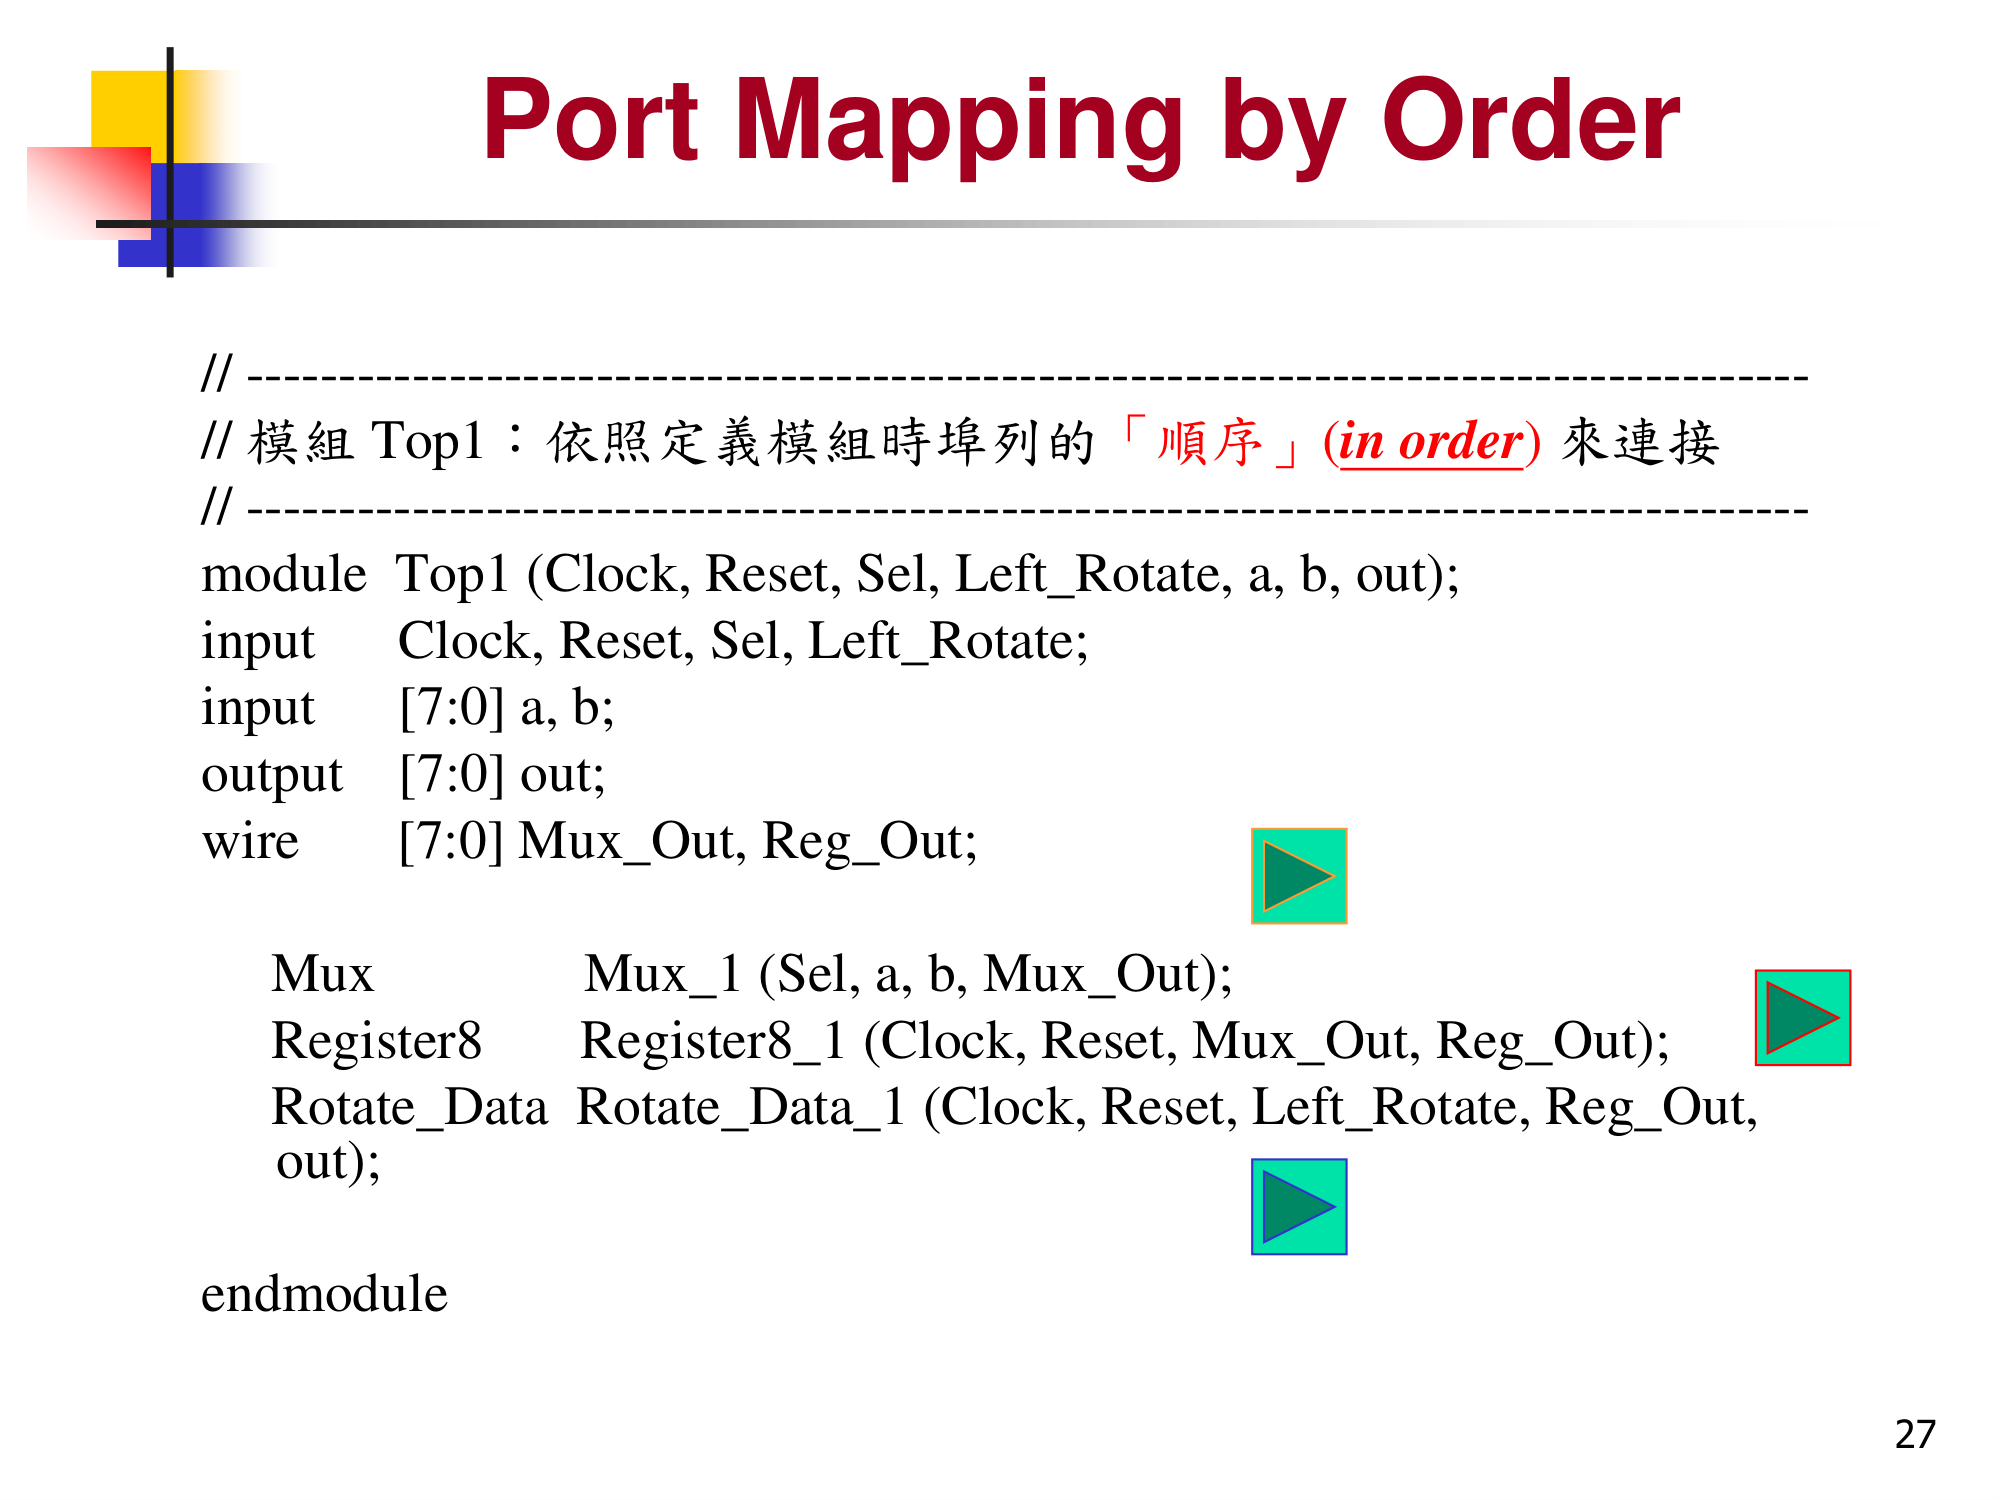 Port Mapping by Order
// -------------------------------------------------------------------------------------
// 模組 Top1：依照定義模組時埠列的「順序」(in order) 來連接
// -------------------------------------------------------------------------------------
module Top1 (Clock, Reset, Sel, Left_Rotate, a, b, out);
input Clock, Reset, Sel, Left_Rotate;
input [7:0] a, b;
output [7:0] out;
wire [7:0] Mux_Out, Reg_Out;
Mux Mux_1 (Sel, a, b, Mux_Out);
Register8 Register8_1 (Clock, Reset, Mux_Out, Reg_Out);
Rotate_Data Rotate_Data_1 (Clock, Reset, Left_Rotate, Reg_Out,
out);
endmodule
27